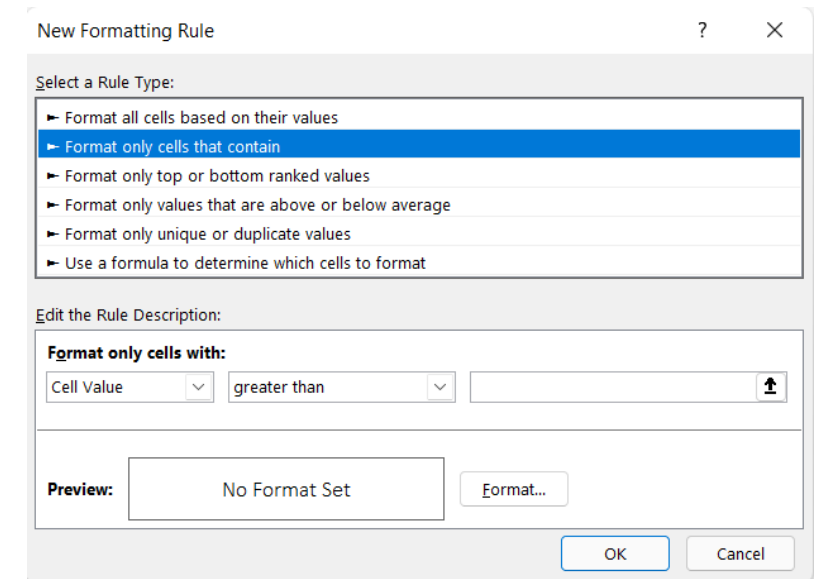 New Formatting Rule ?
Select a Rule Type:
► Format all cells based on their values
► Format only cells that contain
► Format only top or bottom ranked values
► Format only values that are above or below average
► Format only unique or duplicate values
► Use a formula to determine which cells to format
Edit the Rule Description:
Format only cells with:
Cell Value greater than
Preview: No Format Set Format...
OK Cancel